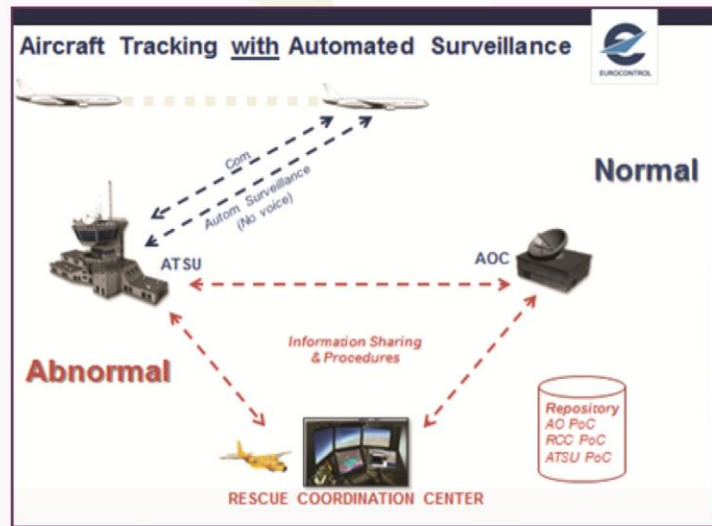 Aircraft Tracking with Automated Surveillance
EUROCONTROL
Com
Autom Surveillance
(No voice)
Normal
ATSU
AOC
Information Sharing
& Procedures
Abnormal
Repository
AO PoC
RCC PoC
ATSU PoC
RESCUE COORDINATION CENTER